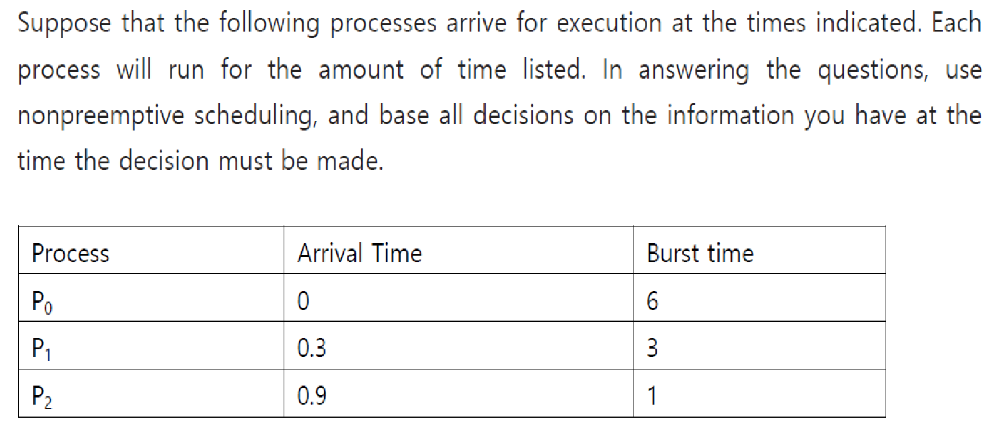 Suppose that the following processes arrive for execution at the times indicated. Each
process will run for the amount of time listed. In answering the questions, use
nonpreemptive scheduling, and base all decisions on the information you have at the
time the decision must be made.
Process Arrival Time Burst time
P₀ 0 6
P₁ 0.3 3
P₂ 0.9 1